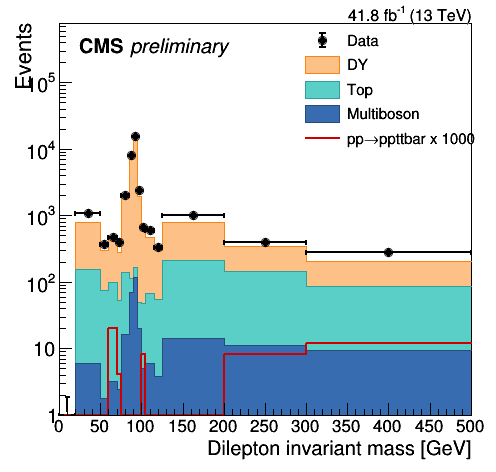 41.8 fb⁻¹ (13 TeV)
CMS preliminary
Data
DY
Top
Multiboson
pp→ppttbar x 1000
Events
10⁵
10⁴
10³
10²
10
1
0 50 100 150 200 250 300 350 400 450 500
Dilepton invariant mass [GeV]